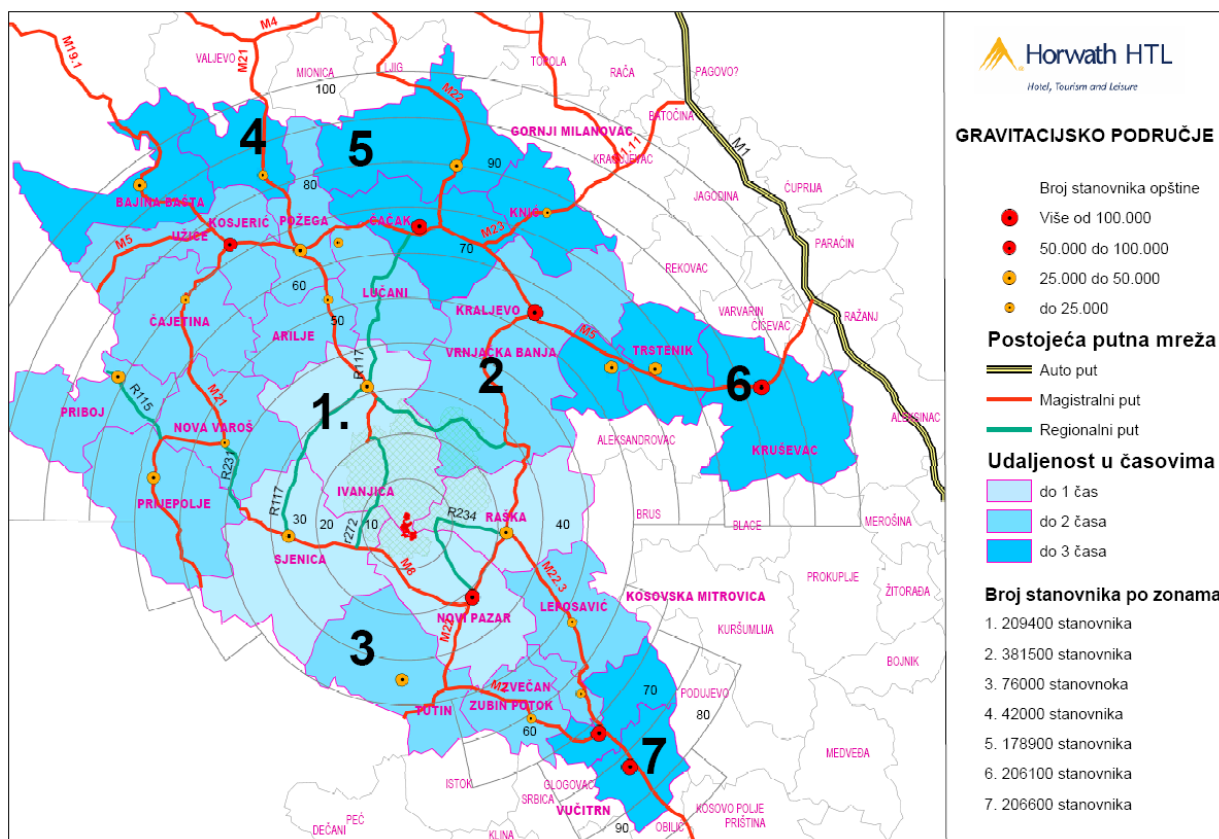 M4
M19.1
VALJEVO
M21
MIONICA
LJIG
TOPOLA
RAČA
PAGOVO?
100
M22
BATOČINA
GORNJI MILANOVAC
M1.11
M1
4
5
90
80
BAJINA BAŠTA
KOSJERIĆ
UŽICE
POŽEGA
ČAČAK
KNIĆ
M23
JAGODINA
ĆUPRIJA
PARAĆIN
M5
70
REKOVAC
60
LUČANI
50
ČAJETINA
ARILJE
KRALJEVO
VRNJAČKA BANJA
M5
TRSTENIK
VARVARIN
ĆIĆEVAC
RAŽANJ
R117
2
6
1.
PRIBOJ
R115
M21
NOVA VAROŠ
R231
ALEKSANDROVAC
KRUŠEVAC
ALEKSINAC
PRIJEPOLJE
R117
IVANJICA
R234
RAŠKA
BRUS
BLACE
MEROŠINA
30
20
10
40
r272
SJENICA
M8
M22.3
PROKUPLJE
ŽITORAĐA
NOVI PAZAR
LEPOSAVIĆ
KOSOVSKA MITROVICA
KURŠUMLIJA
BOJNIK
3
M22
TUTIN
M2
ZVEČAN
ZUBIN POTOK
60
70
PODUJEVO
80
7
MEDVEĐA
ISTOK
GLOGOVAC
SRBICA
VUČITRN
90
OBILIĆ
KOSOVO POLJE
PRIŠTINA
PEĆ
DEČANI
KLINA
Horwath HTL
Hotel, Tourism and Leisure
GRAVITACIJSKO PODRUČJE
Broj stanovnika opštine
Više od 100.000
50.000 do 100.000
25.000 do 50.000
do 25.000
Postojeća putna mreža
Auto put
Magistralni put
Regionalni put
Udaljenost u časovima
do 1 čas
do 2 časa
do 3 časa
Broj stanovnika po zonama
1. 209400 stanovnika
2. 381500 stanovnika
3. 76000 stanovnoka
4. 42000 stanovnika
5. 178900 stanovnika
6. 206100 stanovnika
7. 206600 stanovnika